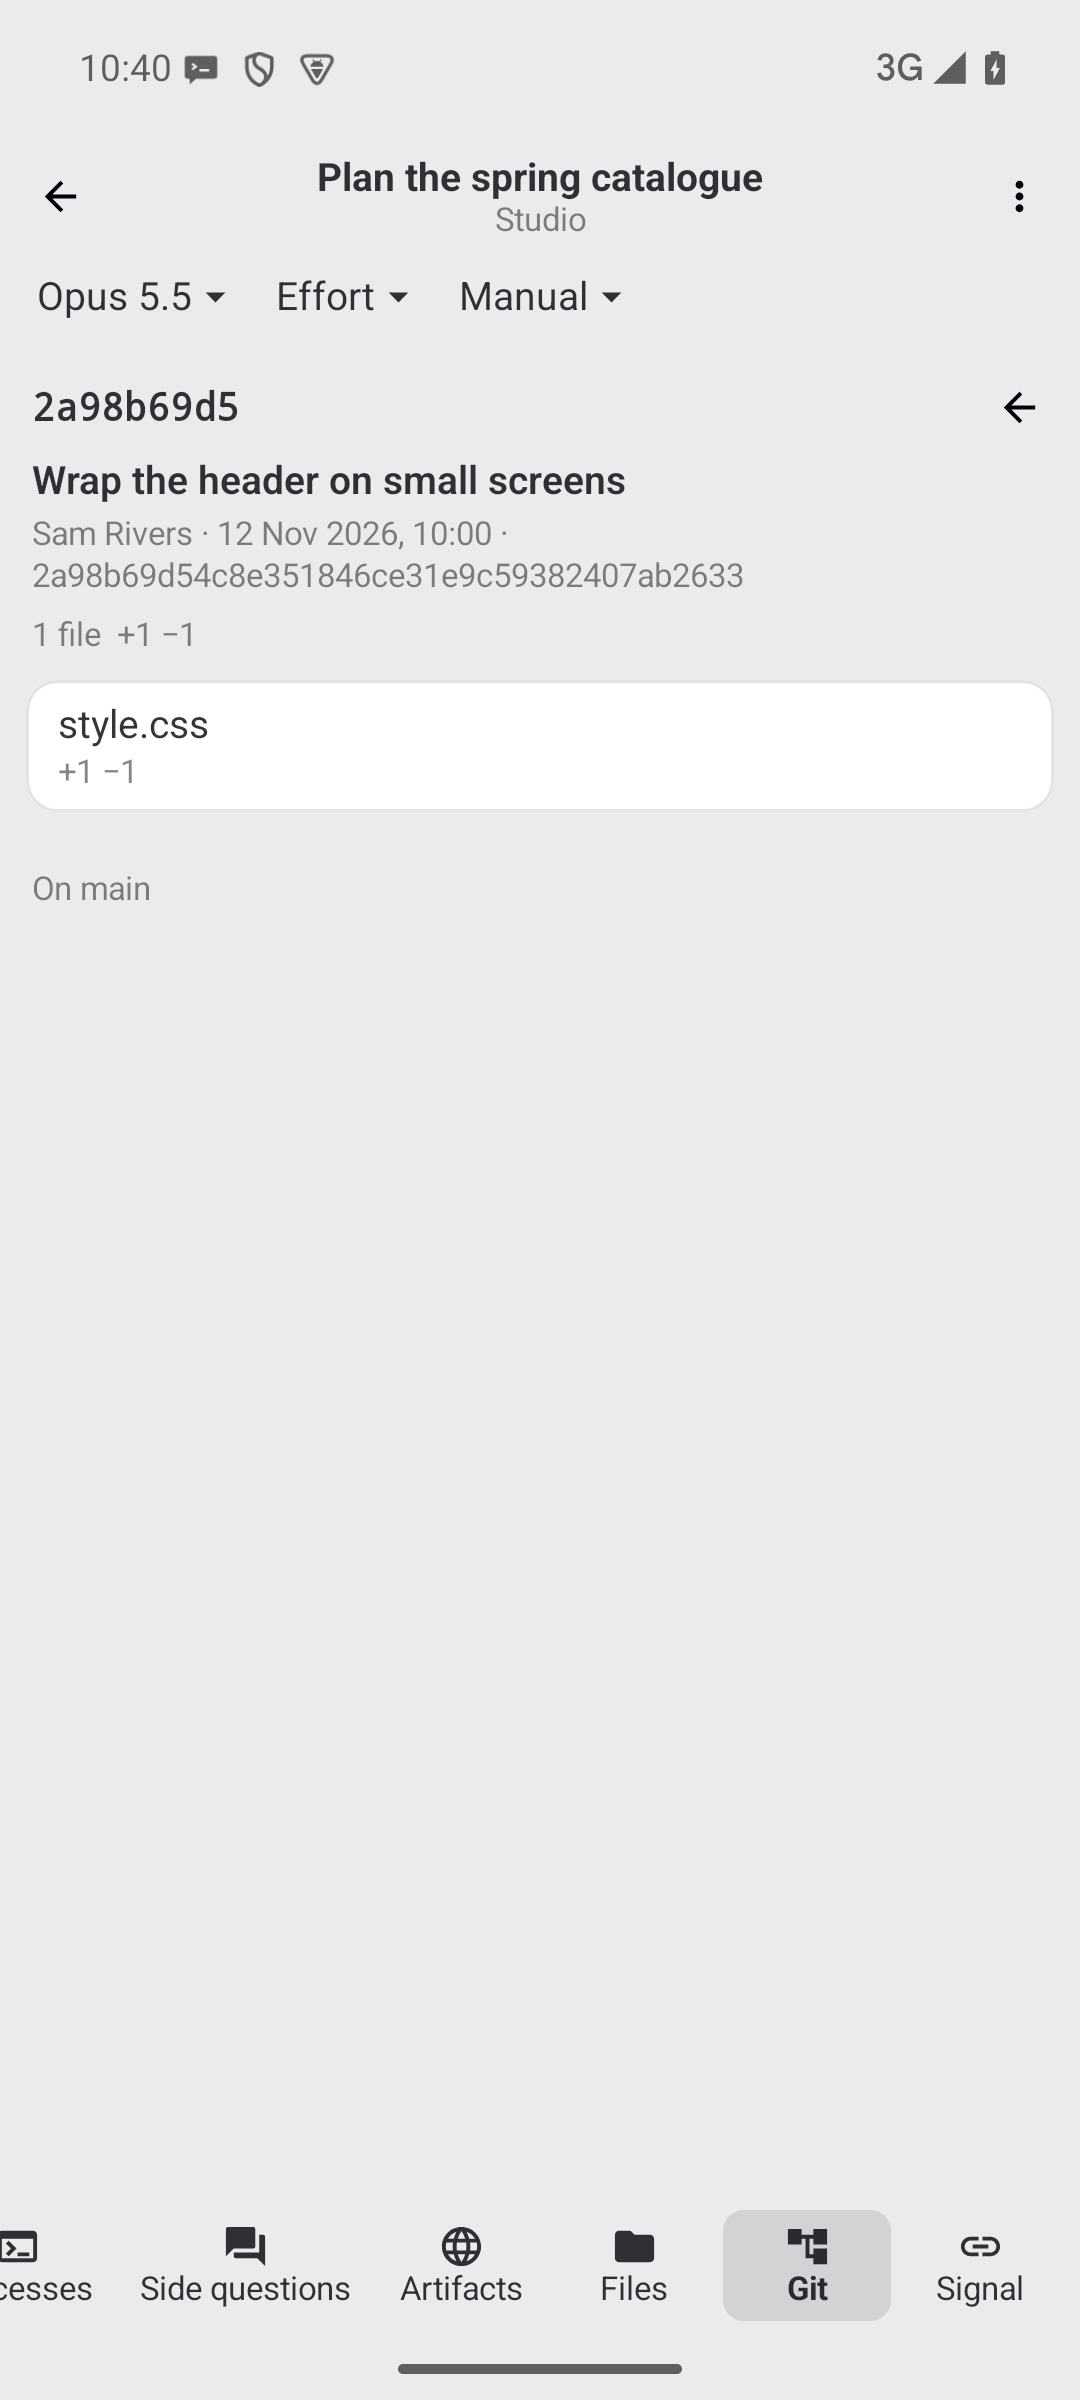 10:40
3G
Plan the spring catalogue
Studio
Opus 5.5 Effort Manual
2a98b69d5
Wrap the header on small screens
Sam Rivers · 12 Nov 2026, 10:00 ·
2a98b69d54c8e351846ce31e9c59382407ab2633
1 file +1 −1
style.css
+1 −1
On main
cesses Side questions Artifacts Files Git Signal